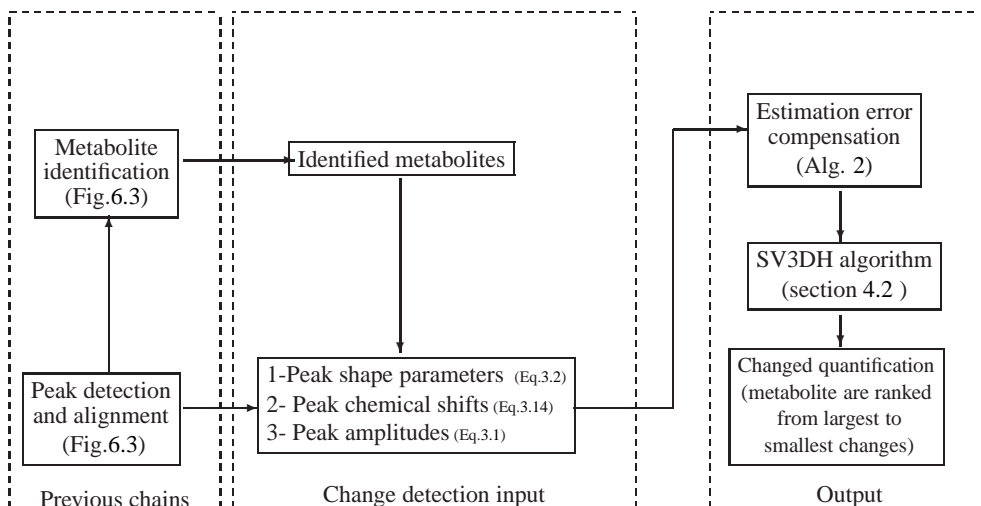 Metabolite
identification
(Fig.6.3)
Peak detection
and alignment
(Fig.6.3)
Previous chains
Identified metabolites
1-Peak shape parameters (Eq.3.2)
2- Peak chemical shifts (Eq.3.14)
3- Peak amplitudes (Eq.3.1)
Change detection input
Estimation error
compensation
(Alg. 2)
SV3DH algorithm
(section 4.2 )
Changed quantification
(metabolite are ranked
from largest to
smallest changes)
Output